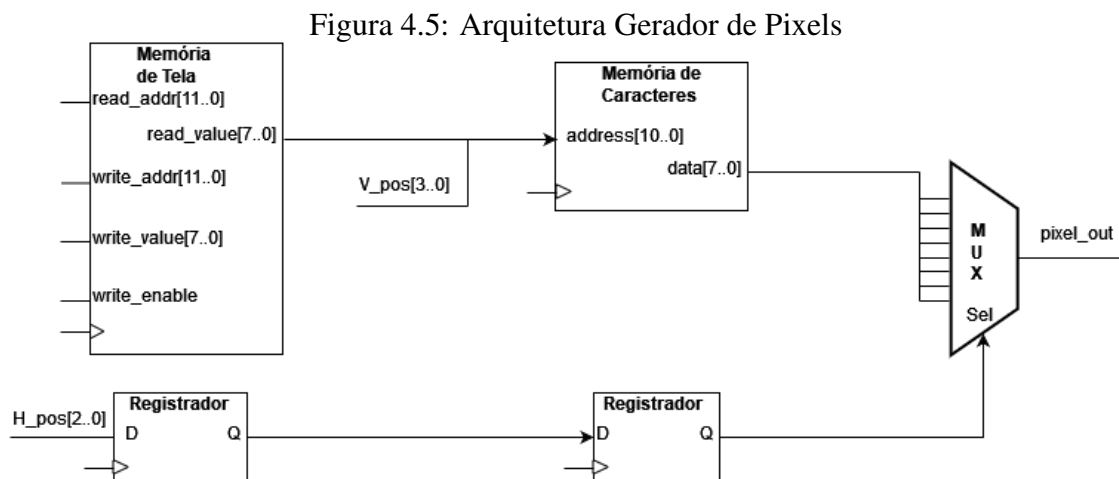 Figura 4.5: Arquitetura Gerador de Pixels
Memória
de Tela
read_addr[11..0]
read_value[7..0]
write_addr[11..0]
write_value[7..0]
write_enable
V_pos[3..0]
Memória de
Caracteres
address[10..0]
data[7..0]
M
U
X
Sel
pixel_out
H_pos[2..0]
Registrador
D Q
Registrador
D Q